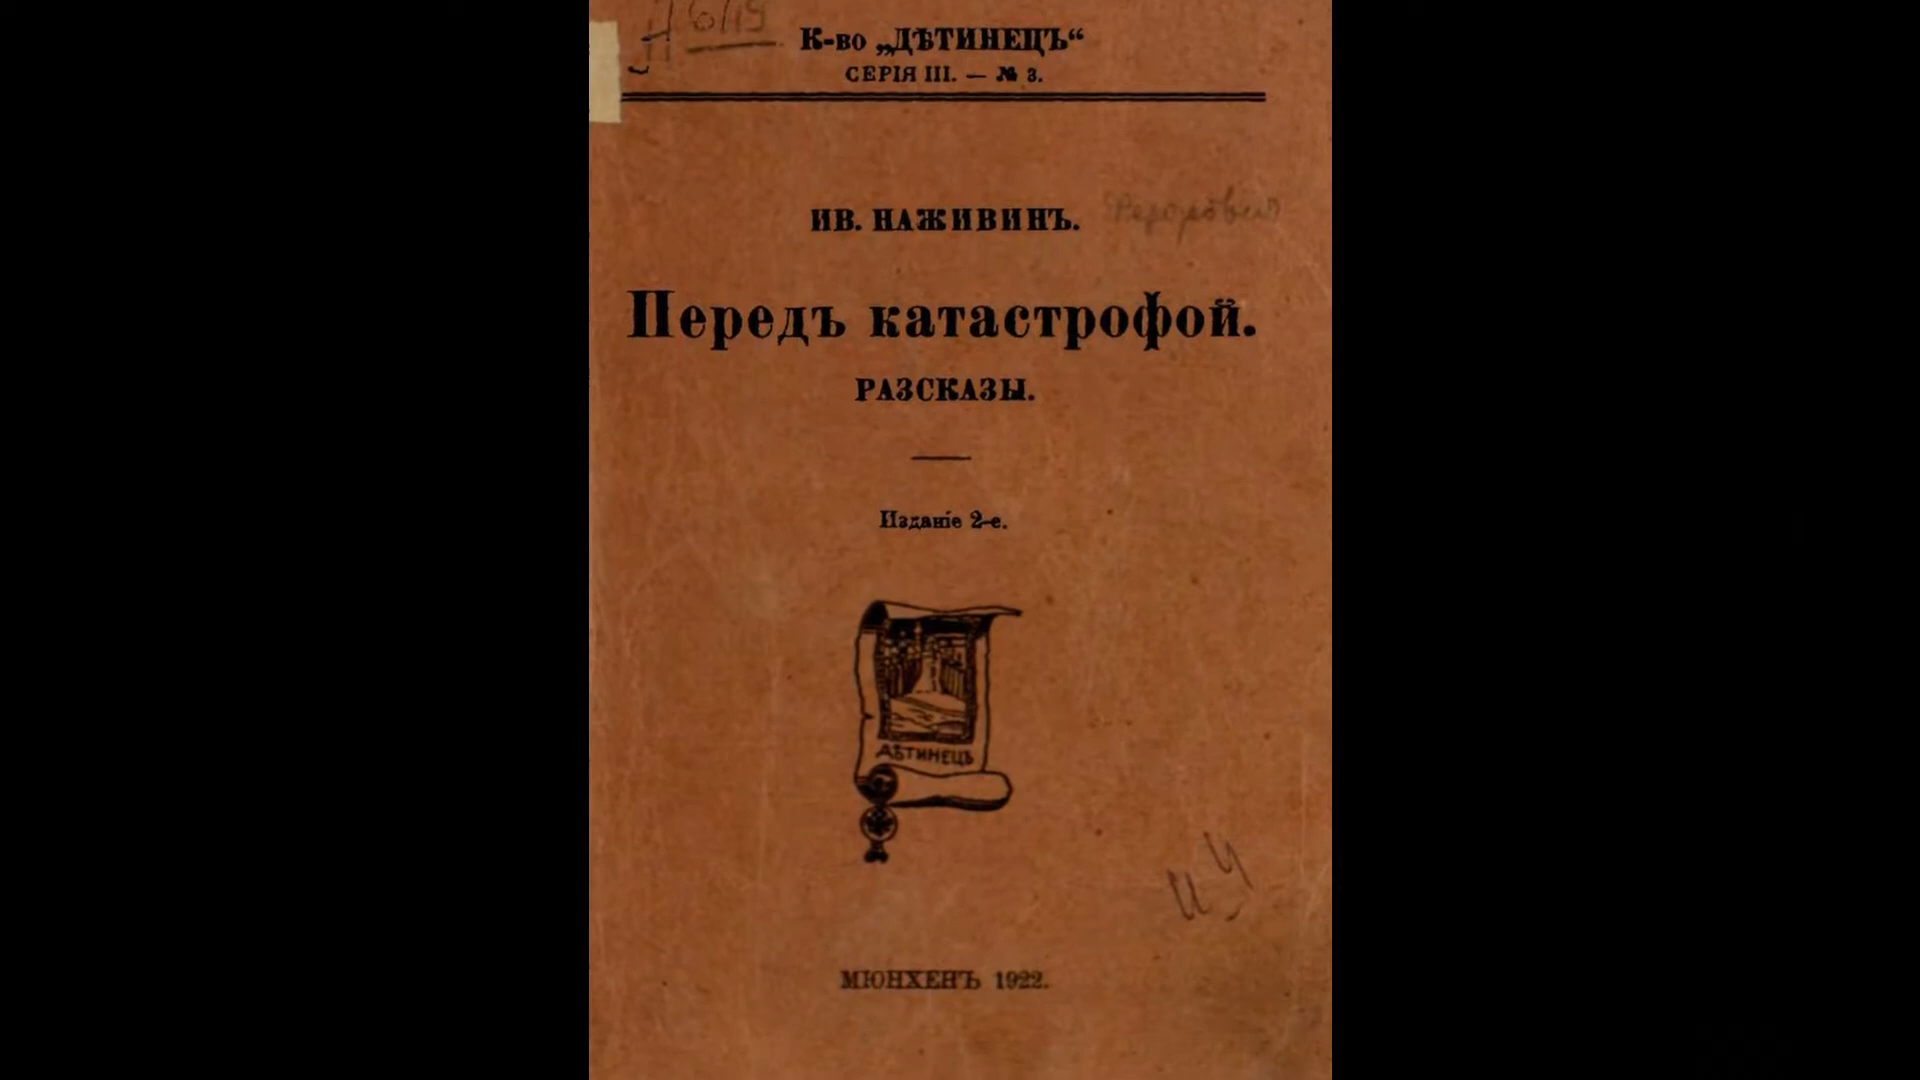 К-во „ДѢТИНЕЦЪ“
СЕРІЯ III. — № 3.
ИВ. НАЖИВИНЪ.
Передъ катастрофой.
РАЗСКАЗЫ.
Изданіе 2-е.
ДѢТИНЕЦЪ
МЮНХЕНЪ 1922.